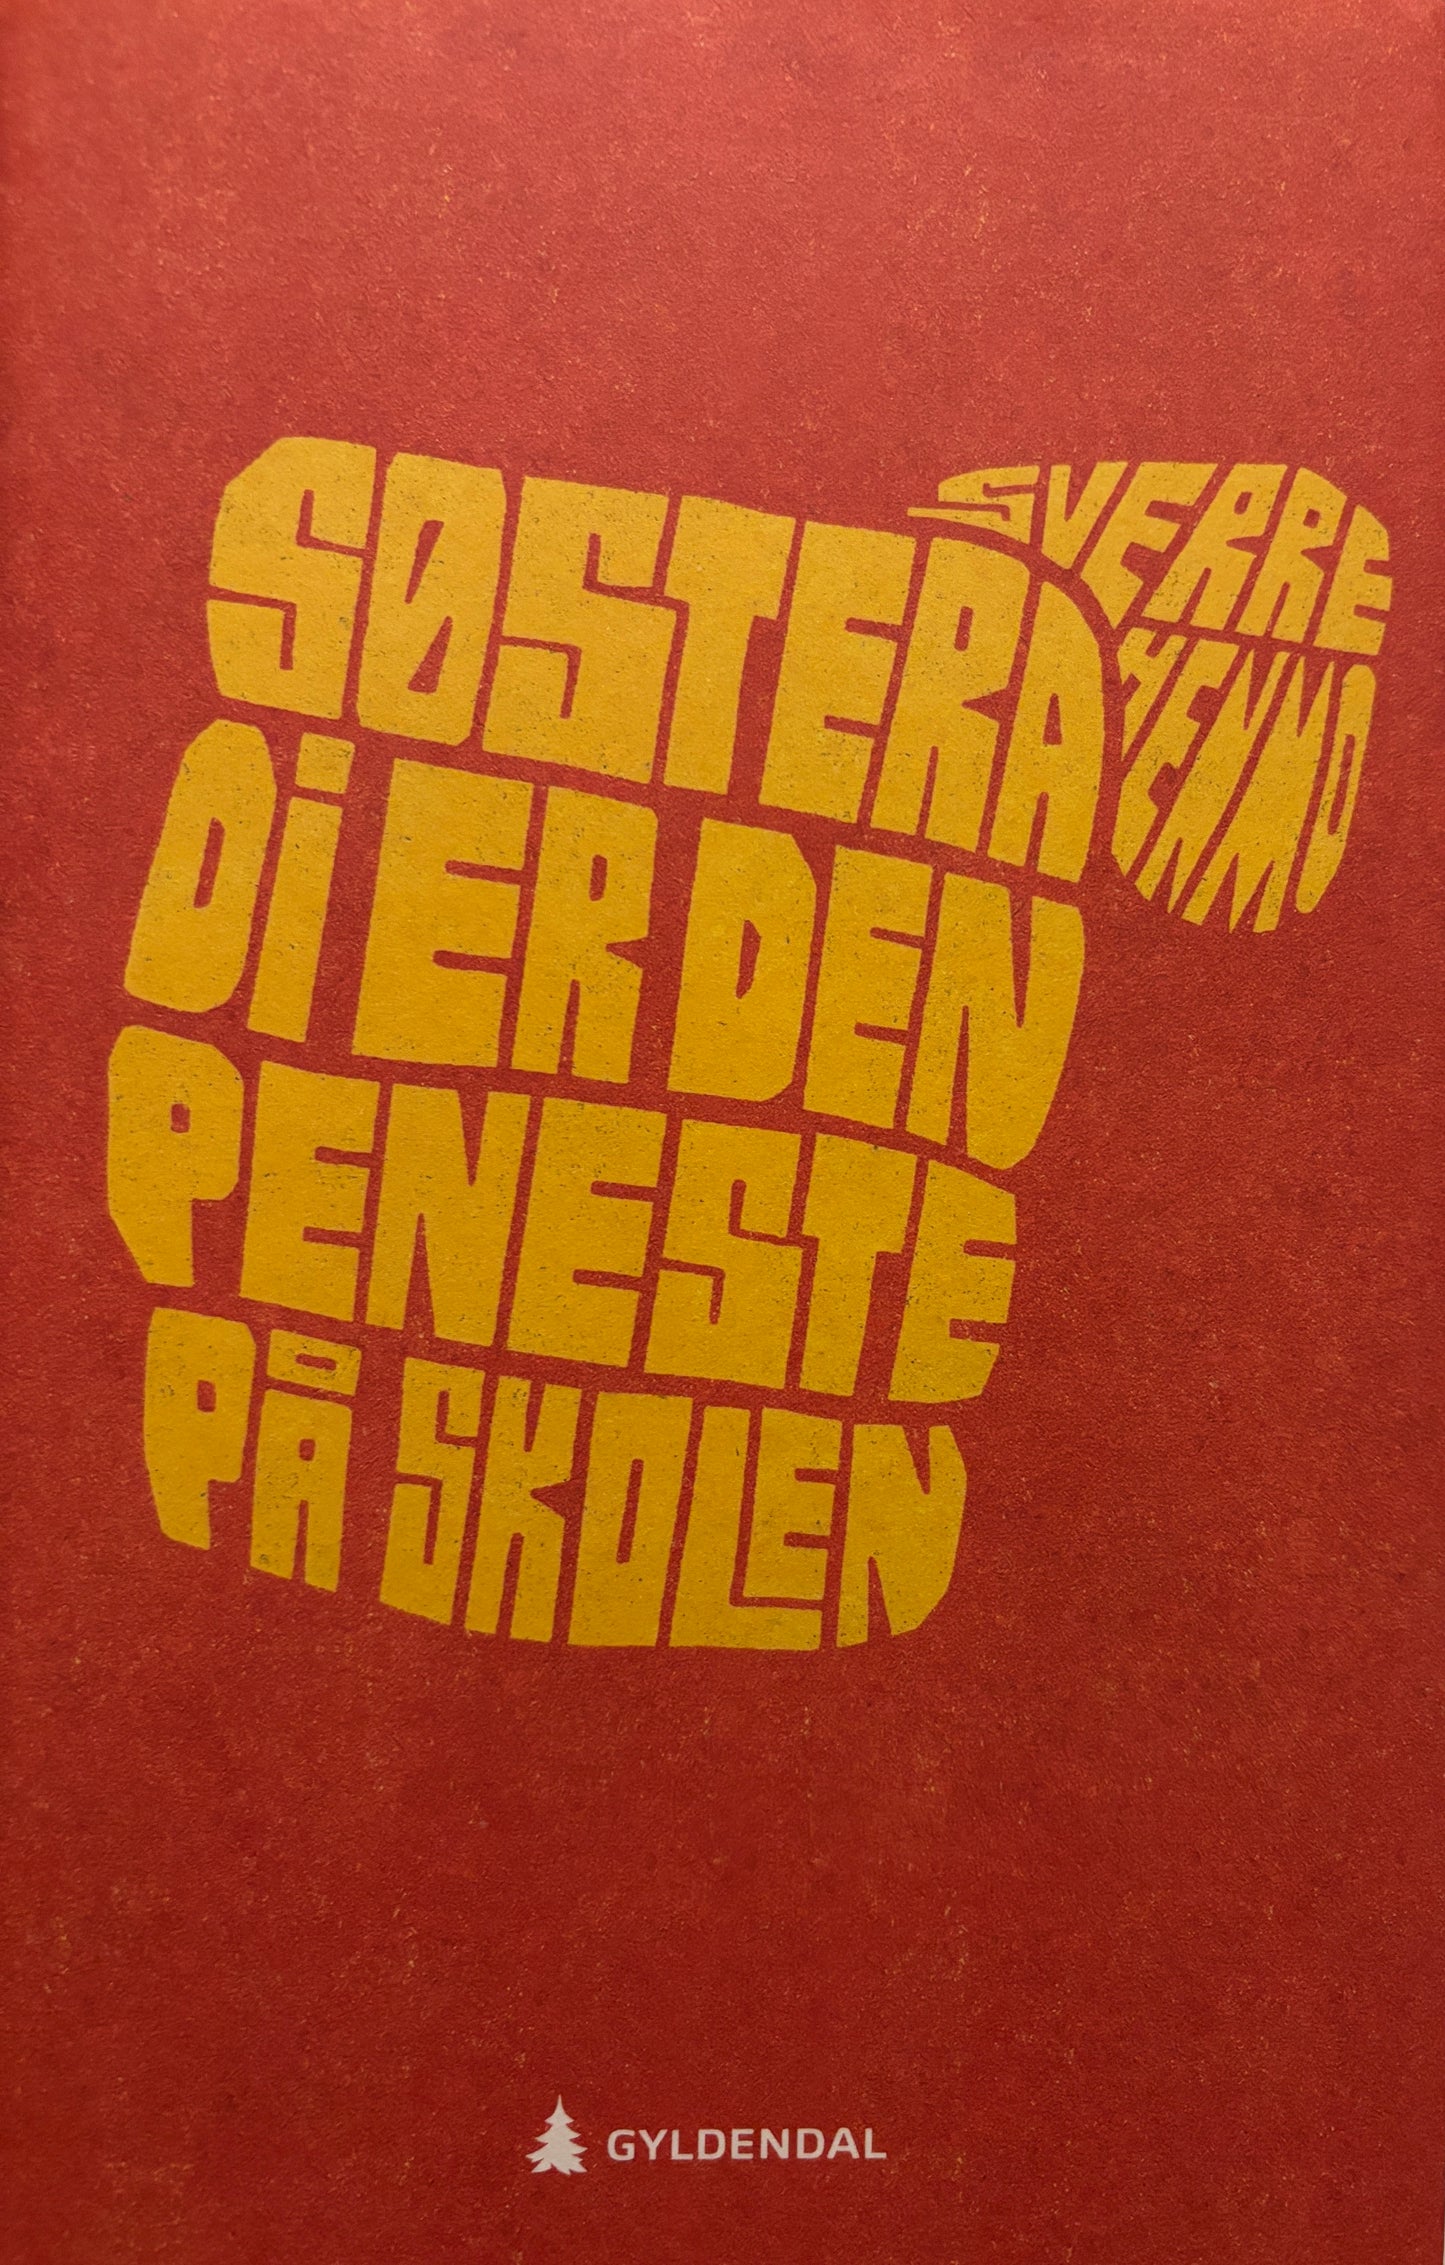 SØSTERA
Di ER DEN
PENESTE
PÅ SKOLEN
SVERRE
HENMO
GYLDENDAL